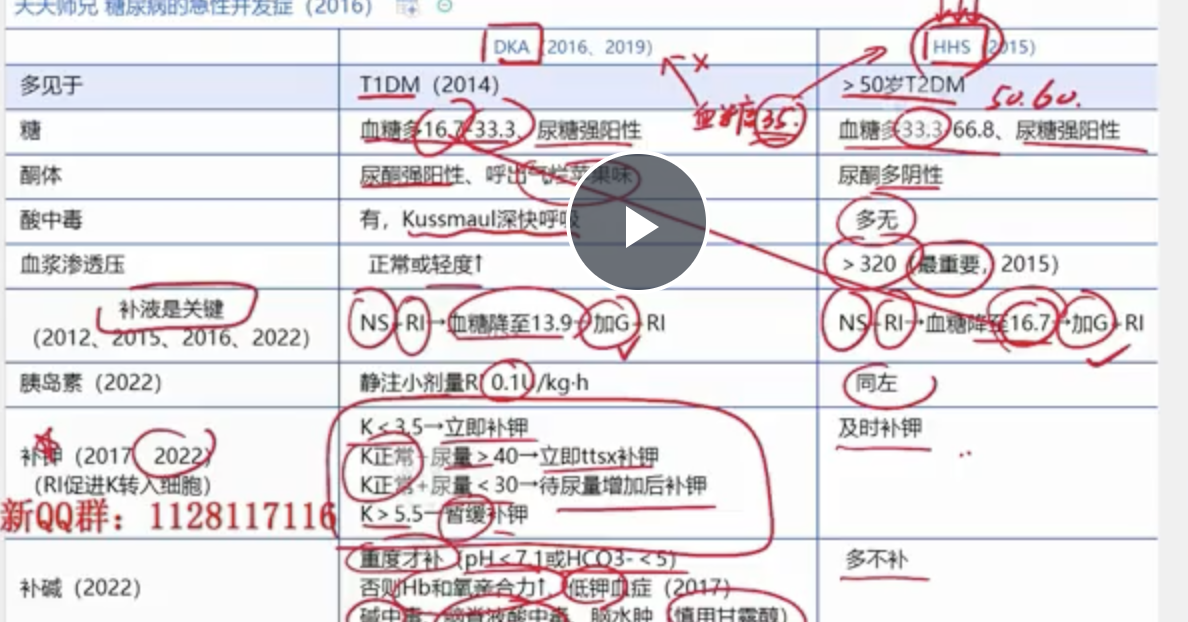 天天师兄 糖尿病的急性并发症（2016）
DKA（2016、2019） HHS（2015）
多见于 T1DM（2014） ＞50岁T2DM
50.60.
血糖35.
糖 血糖多16.7-33.3、尿糖强阳性 血糖多33.3-66.8、尿糖强阳性
酮体 尿酮强阳性、呼出气烂苹果味 尿酮多阴性
酸中毒 有，Kussmaul深快呼吸 多无
血浆渗透压 正常或轻度↑ ＞320（最重要，2015）
补液是关键
（2012、2015、2016、2022） NS+RI→血糖降至13.9→加G+RI NS+RI→血糖降至16.7→加G+RI
胰岛素（2022） 静注小剂量RI 0.1U/kg·h 同左
补钾（2017、2022）
（RI促进K转入细胞）
K＜3.5→立即补钾 及时补钾
K正常+尿量＞40→立即ttsx补钾
K正常+尿量＜30→待尿量增加后补钾
K＞5.5→暂缓补钾
新QQ群：1128117116
补碱（2022） 重度才补（pH＜7.1或HCO3-＜5） 多不补
否则Hb和氧亲合力↑、低钾血症（2017）
碱中毒、脑脊液酸中毒、脑水肿（慎用甘露醇）